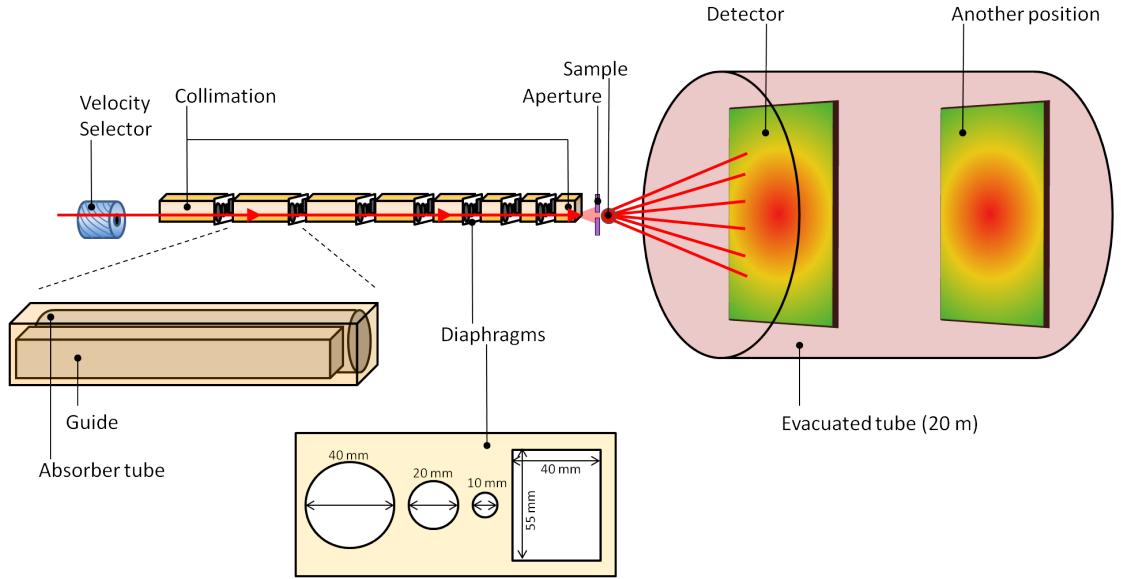 Detector
Another position
Sample
Aperture
Velocity
Selector
Collimation
Diaphragms
Guide
Absorber tube
Evacuated tube (20 m)
40 mm
20 mm
10 mm
40 mm
55 mm